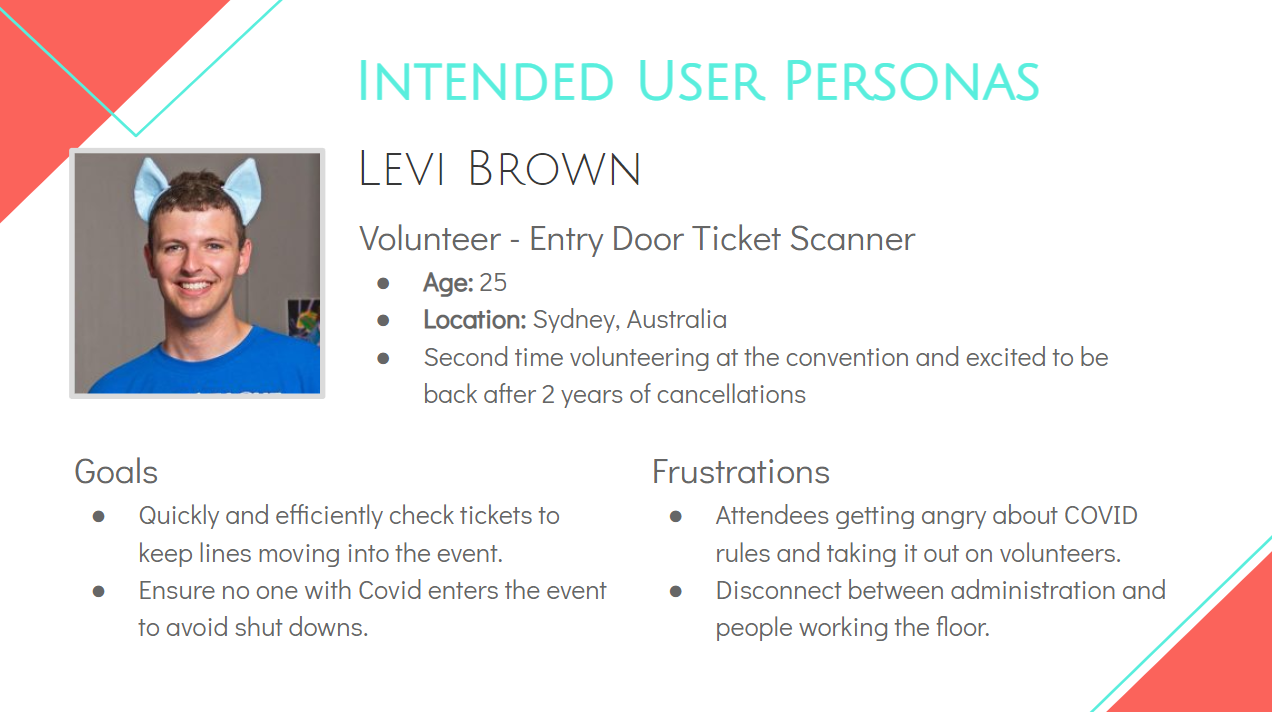 Intended User Personas
Levi Brown
Volunteer - Entry Door Ticket Scanner
● Age: 25
● Location: Sydney, Australia
● Second time volunteering at the convention and excited to be
back after 2 years of cancellations
Goals
● Quickly and efficiently check tickets to
keep lines moving into the event.
● Ensure no one with Covid enters the event
to avoid shut downs.
Frustrations
● Attendees getting angry about COVID
rules and taking it out on volunteers.
● Disconnect between administration and
people working the floor.